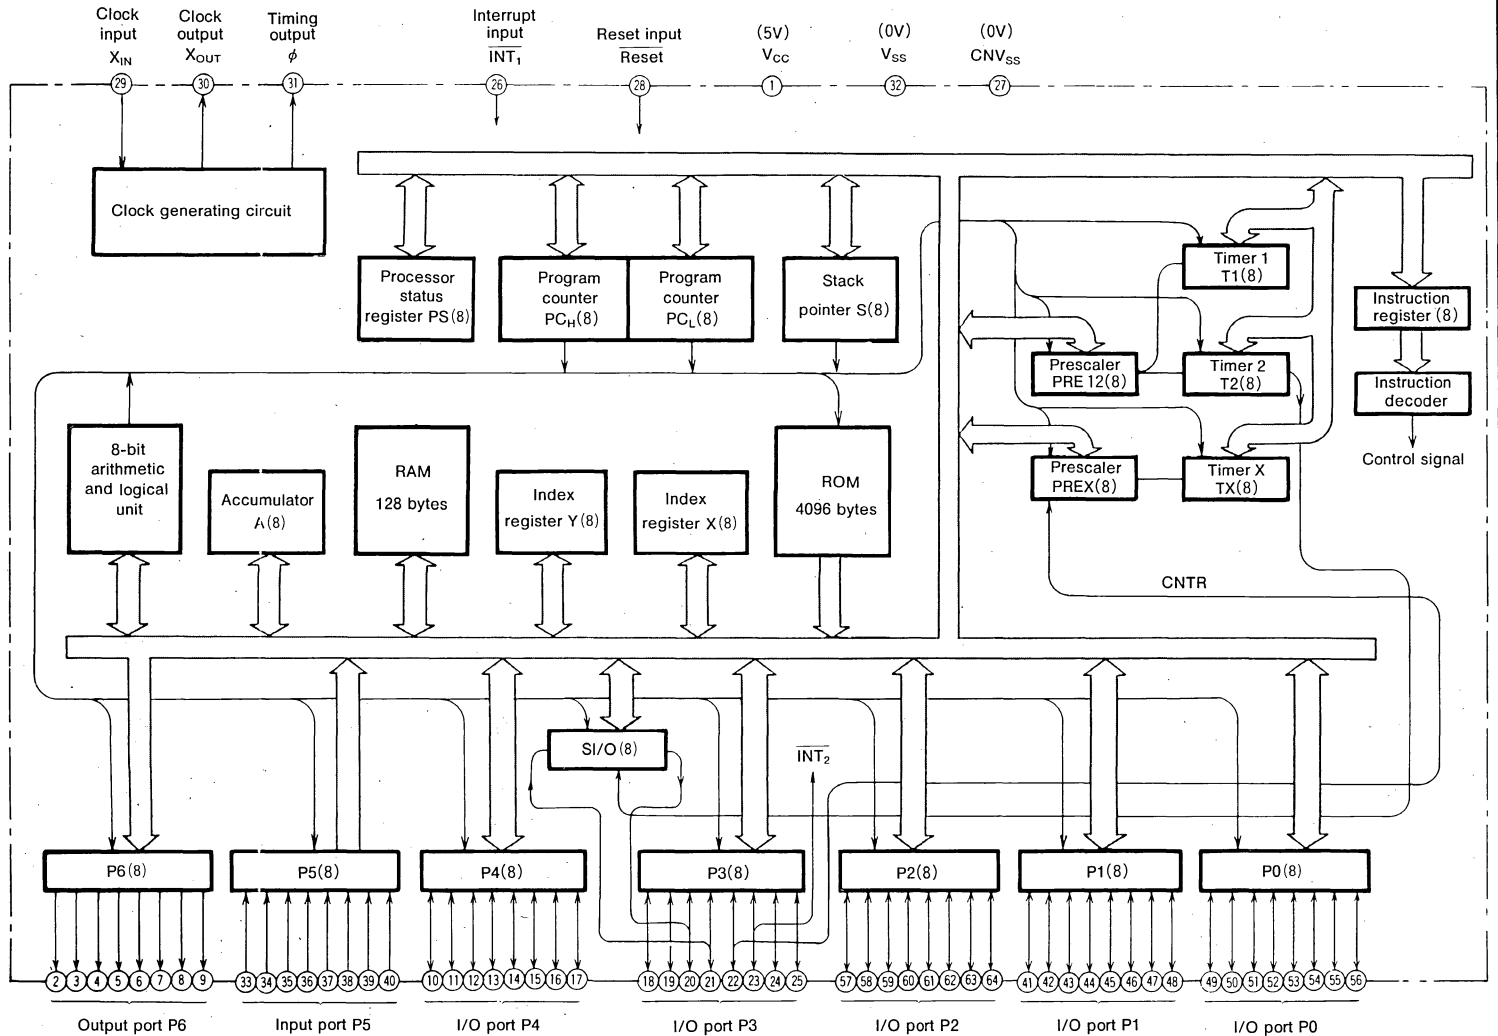 Clock input X_IN
Clock output X_OUT
Timing output φ
Interrupt input INT₁
Reset input Reset
(5V) V_CC
(0V) V_SS
(0V) CNV_SS
29 30 31 26 28 1 32 27
Clock generating circuit
Processor status register PS(8)
Program counter PC_H(8)
Program counter PC_L(8)
Stack pointer S(8)
Timer 1 T1(8)
Instruction register (8)
Prescaler PRE 12(8)
Timer 2 T2(8)
Instruction decoder
Control signal
8-bit arithmetic and logical unit
Accumulator A(8)
RAM 128 bytes
Index register Y(8)
Index register X(8)
ROM 4096 bytes
Prescaler PREX(8)
Timer X TX(8)
CNTR
SI/O(8)
INT₂
P6(8)
P5(8)
P4(8)
P3(8)
P2(8)
P1(8)
P0(8)
2 3 4 5 6 7 8 9
33 34 35 36 37 38 39 40
10 11 12 13 14 15 16 17
18 19 20 21 22 23 24 25
57 58 59 60 61 62 63 64
41 42 43 44 45 46 47 48
49 50 51 52 53 54 55 56
Output port P6
Input port P5
I/O port P4
I/O port P3
I/O port P2
I/O port P1
I/O port P0